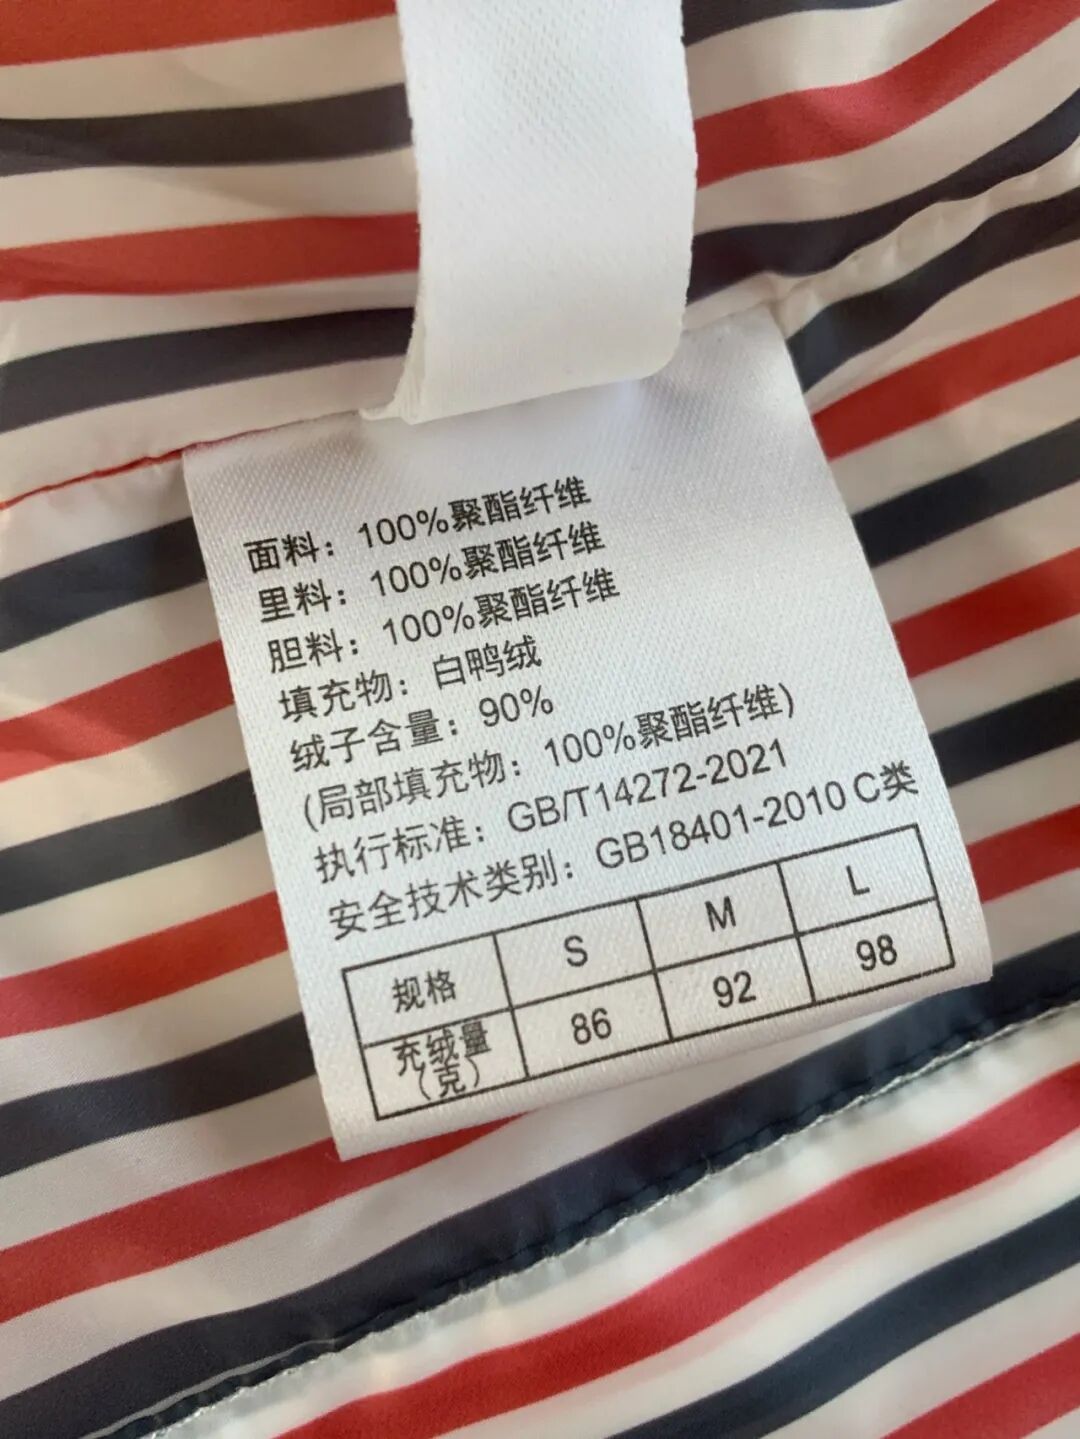 面料：100%聚酯纤维
里料：100%聚酯纤维
胆料：100%聚酯纤维
填充物：白鸭绒
绒子含量：90%
(局部填充物：100%聚酯纤维)
执行标准：GB/T14272-2021
安全技术类别：GB18401-2010 C类
规格 S M L
充绒量（克） 86 92 98